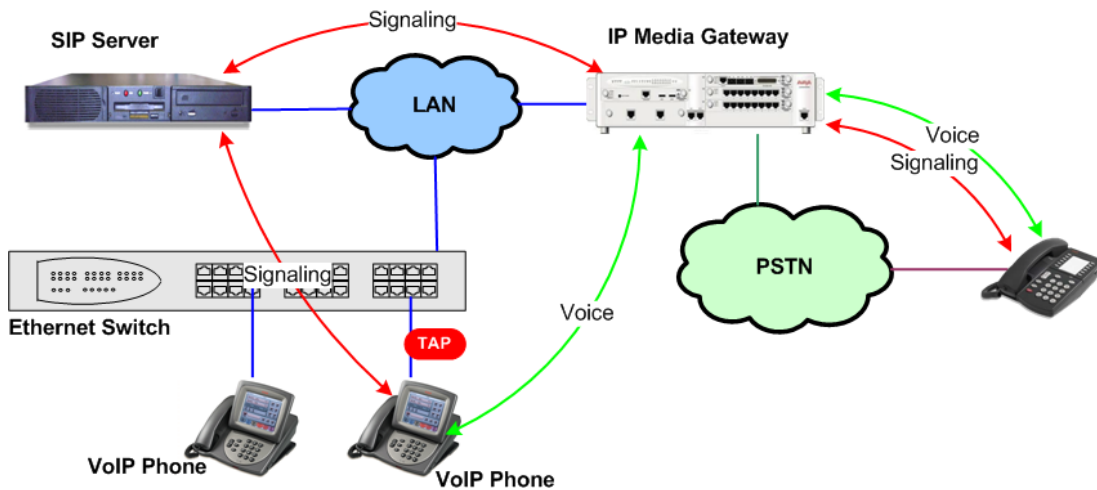 Signaling
SIP Server
IP Media Gateway
LAN
Voice
Signaling
PSTN
Signaling
Ethernet Switch
Voice
TAP
VoIP Phone
VoIP Phone